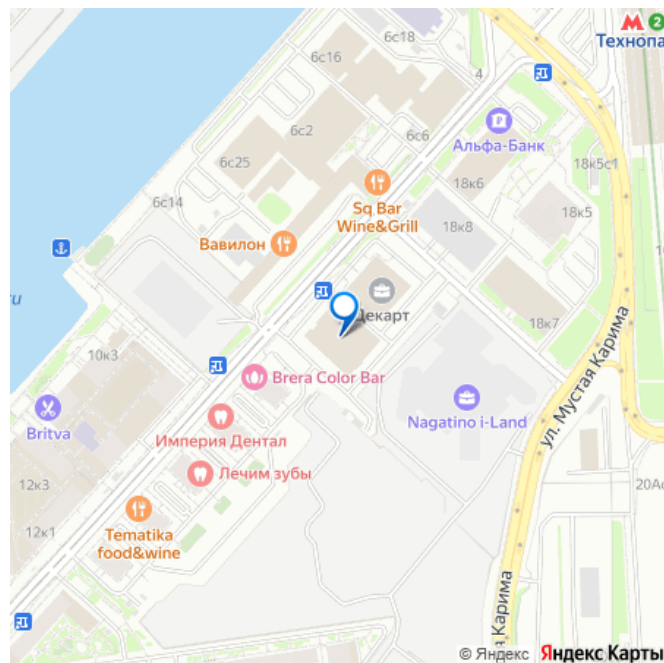 6с18
6с16
М 2
Технопа
4
6с2
6с6
Альфа-Банк
18к5с1
6с25
18к6
18к5
6с14
Sq Bar
Wine&Grill
18к8
Вавилон
Декарт
18к7
10к3
Brera Color Bar
ул. Мустая Карима
Britva
Империя Дентал
Nagatino i-Land
12к3
Лечим зубы
12к1
Tematika
food&wine
Карима
© Яндекс Яндекс Карты